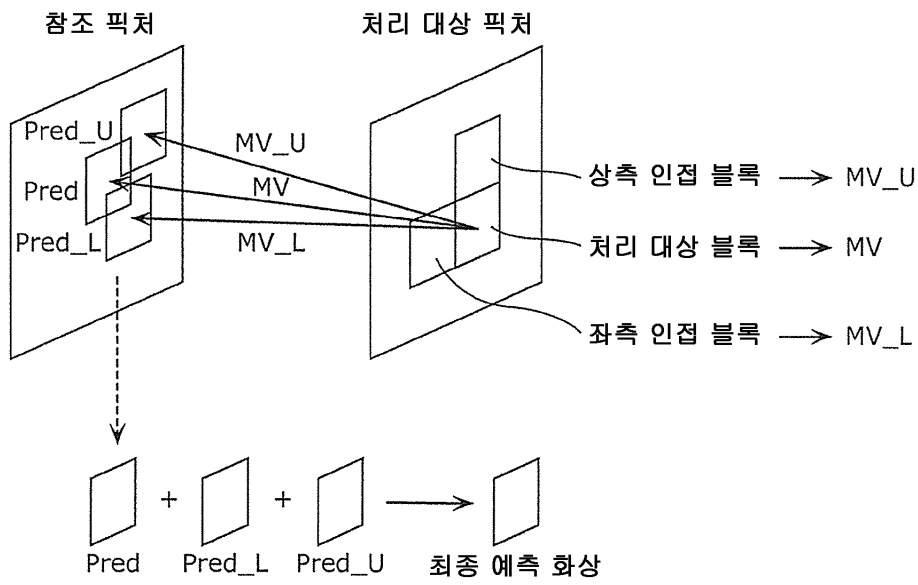 참조 픽처
처리 대상 픽처
Pred_U
MV_U
Pred
MV
Pred_L
MV_L
상측 인접 블록 → MV_U
처리 대상 블록 → MV
좌측 인접 블록 → MV_L
+ + →
Pred Pred_L Pred_U 최종 예측 화상